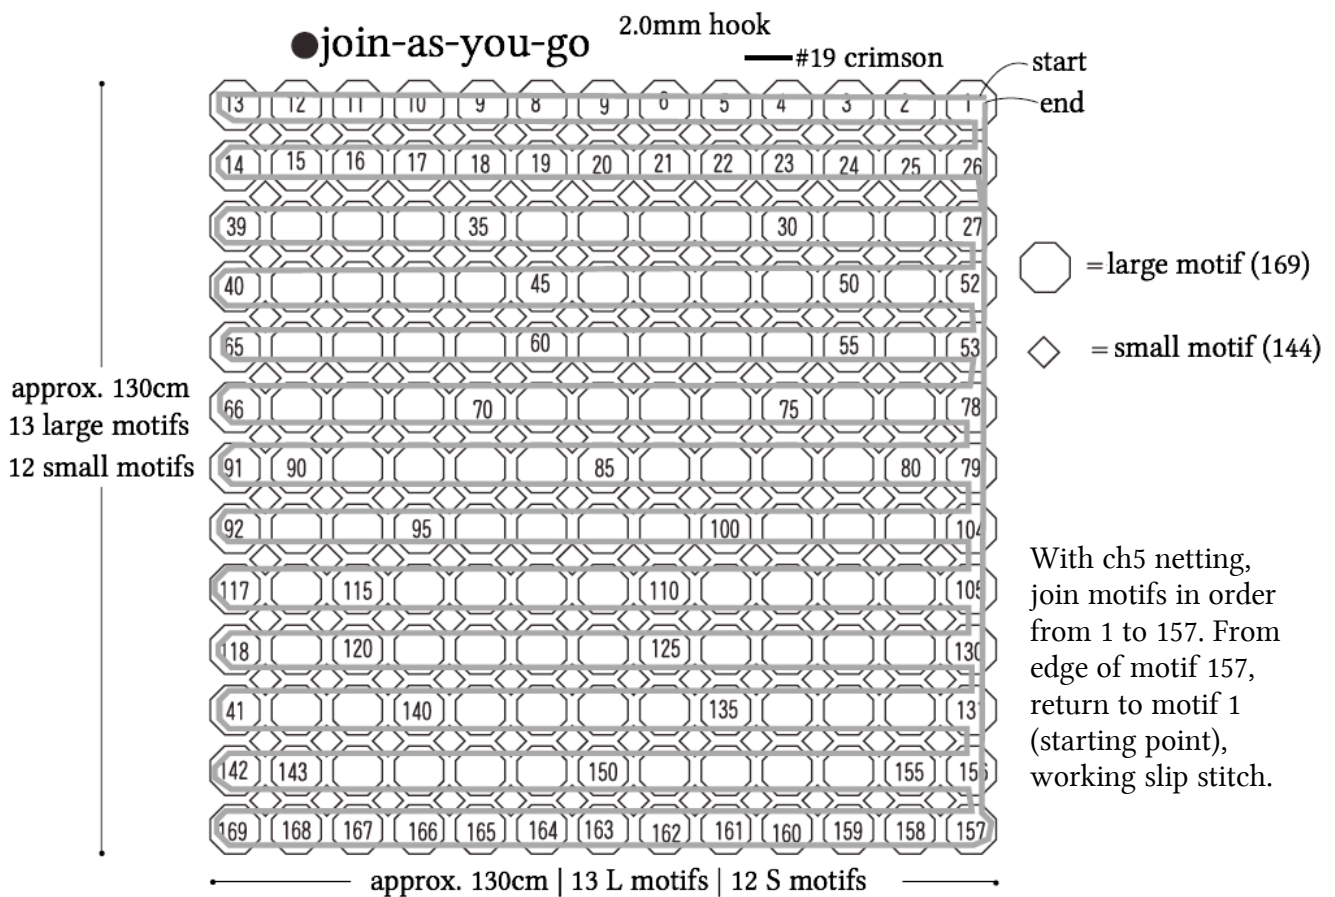 ●join-as-you-go
2.0mm hook
#19 crimson
start
end
13 12 11 10 9 8 9 6 5 4 3 2 1
14 15 16 17 18 19 20 21 22 23 24 25 26
39 35 30 27
40 45 50 52
65 60 55 53
66 70 75 78
91 90 85 80 79
92 95 100 104
117 115 110 105
118 120 125 130
41 140 135 131
142 143 150 155 156
169 168 167 166 165 164 163 162 161 160 159 158 157
approx. 130cm
13 large motifs
12 small motifs
= large motif (169)
= small motif (144)
With ch5 netting,
join motifs in order
from 1 to 157. From
edge of motif 157,
return to motif 1
(starting point),
working slip stitch.
approx. 130cm | 13 L motifs | 12 S motifs